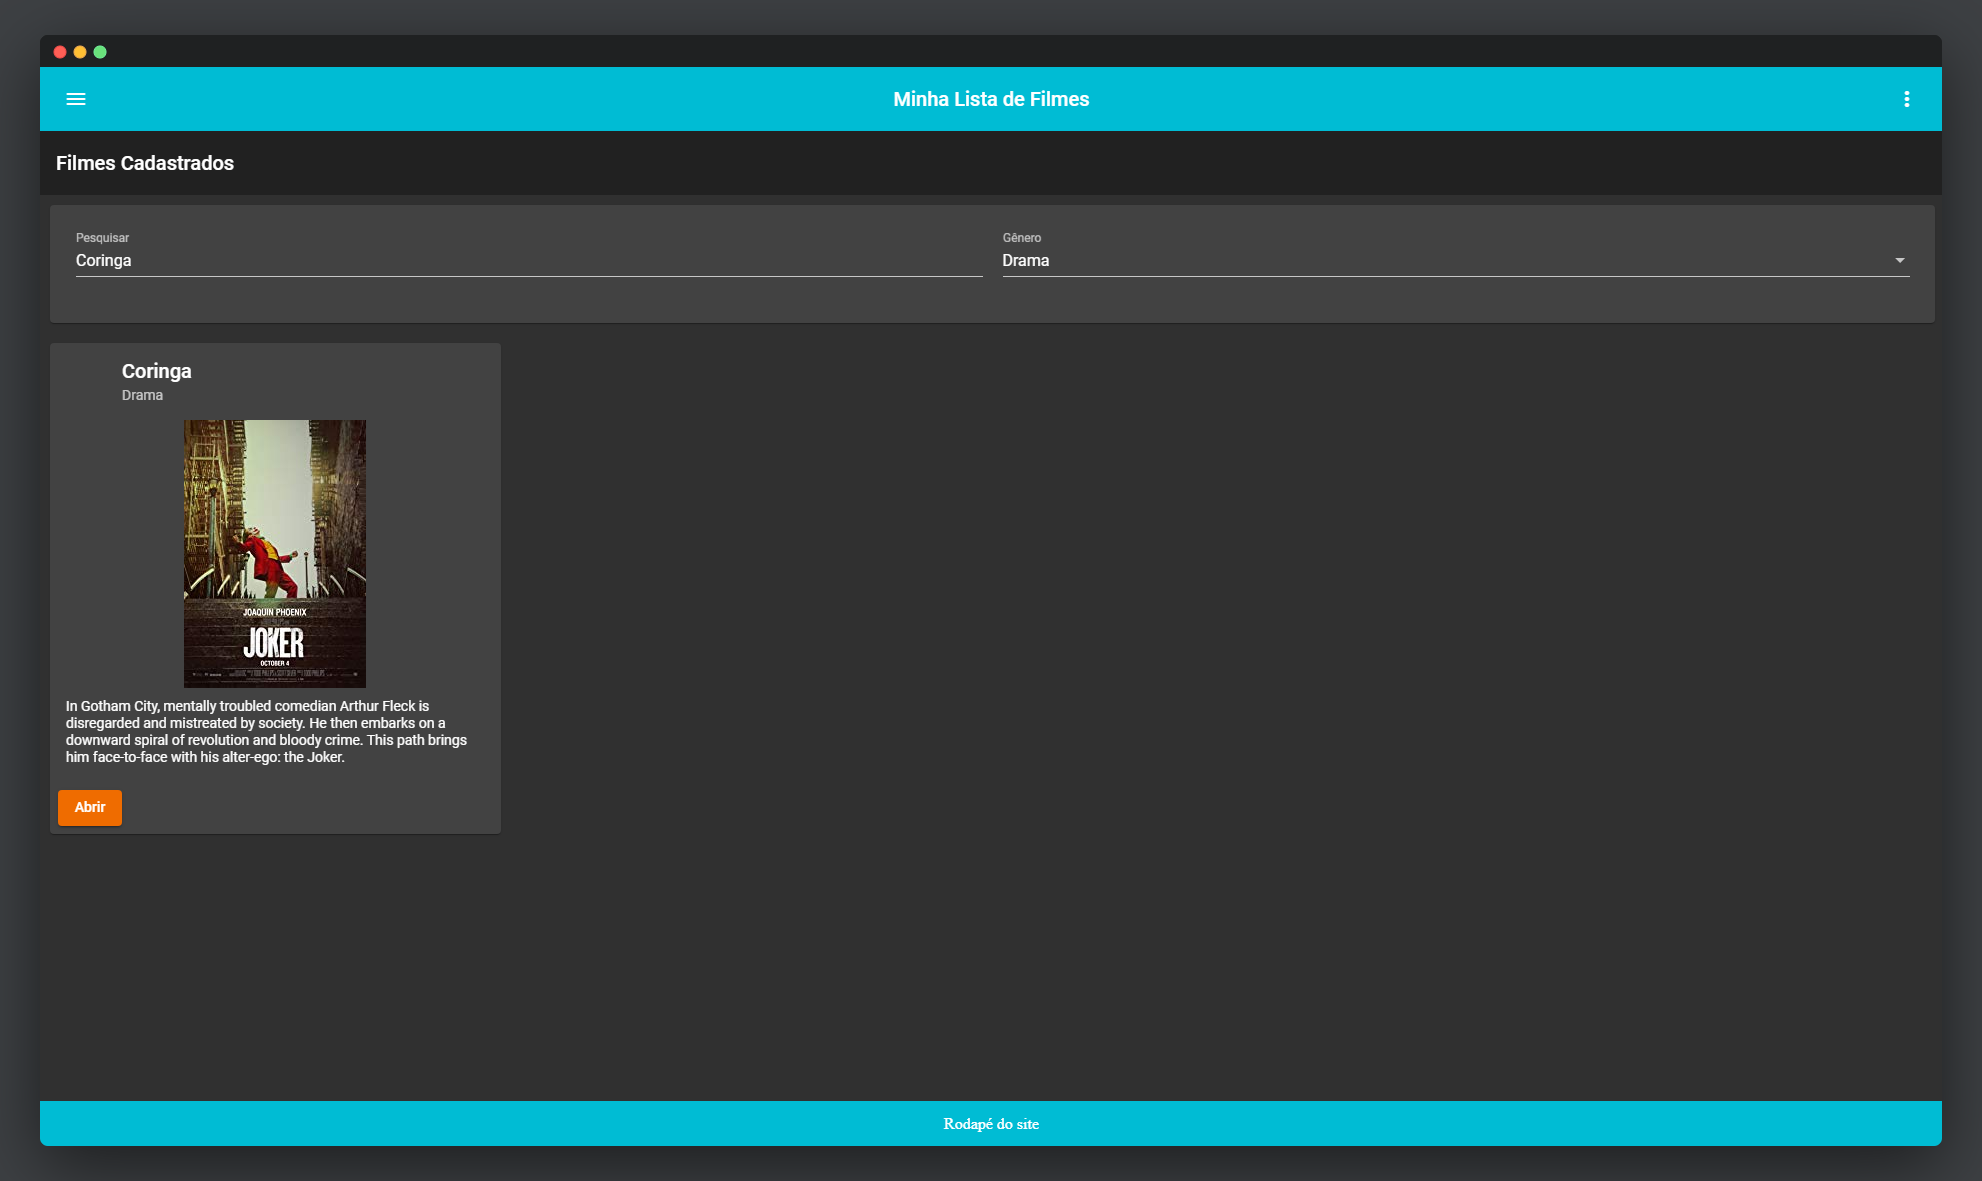 Minha Lista de Filmes
Filmes Cadastrados
Pesquisar
Coringa
Gênero
Drama
Coringa
Drama
JOAQUIN PHOENIX
JOKER
OCTOBER 4
In Gotham City, mentally troubled comedian Arthur Fleck is
disregarded and mistreated by society. He then embarks on a
downward spiral of revolution and bloody crime. This path brings
him face-to-face with his alter-ego: the Joker.
Abrir
Rodapé do site